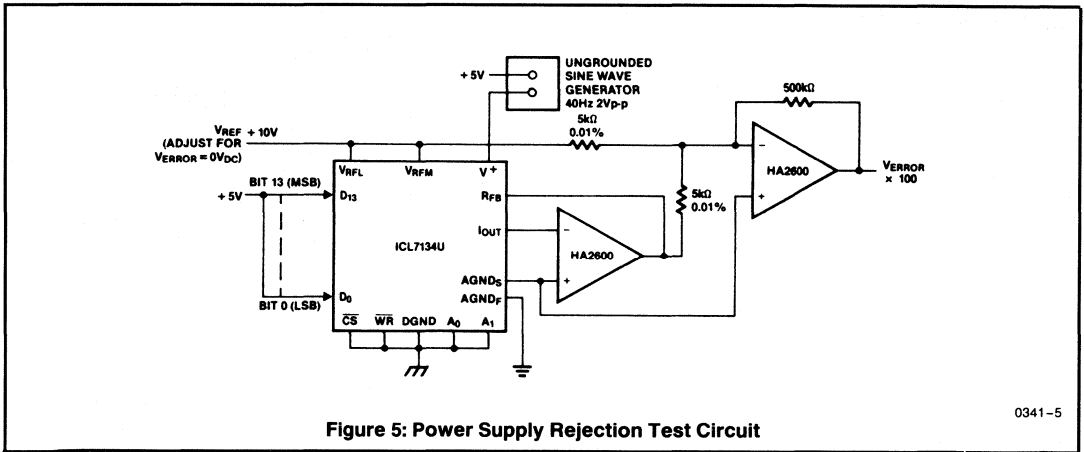 UNGROUNDED
SINE WAVE
GENERATOR
40Hz 2Vp-p
+ 5V
500kΩ
5kΩ
0.01%
VREF + 10V
(ADJUST FOR
VERROR = 0VDC)
VRFL
VRFM
V+
−
HA2600
+
VERROR
× 100
BIT 13 (MSB)
+ 5V
D13
RFB
5kΩ
0.01%
IOUT
−
ICL7134U
HA2600
AGNDS
+
AGNDF
D0
BIT 0 (LSB)
CS WR DGND A0 A1
0341–5
Figure 5: Power Supply Rejection Test Circuit